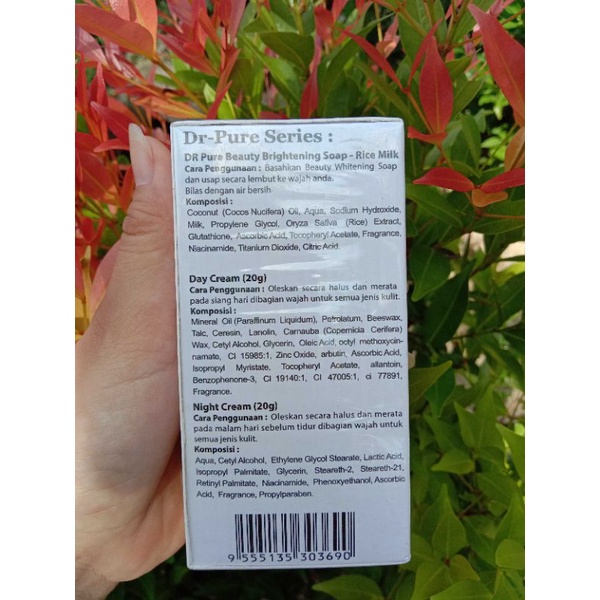 Dr-Pure Series :
DR Pure Beauty Brightening Soap - Rice Milk
Cara Penggunaan : Basahkan Beauty Whitening Soap
dan usap secara lembut ke wajah anda.
Bilas dengan air bersih
Komposisi :
Coconut (Cocos Nucifera) Oil, Aqua, Sodium Hydroxide,
Milk, Propylene Glycol, Oryza Sativa (Rice) Extract,
Glutathione, Ascorbic Acid, Tocopheryl Acetate, Fragrance,
Niacinamide, Titanium Dioxide, Citric Acid.
Day Cream (20g)
Cara Penggunaan : Oleskan secara halus dan merata
pada siang hari dibagian wajah untuk semua jenis kulit.
Komposisi :
Mineral Oil (Paraffinum Liquidum), Petrolatum, Beeswax,
Talc, Ceresin, Lanolin, Carnauba (Copernicia Cerifera)
Wax, Cetyl Alcohol, Glycerin, Oleic Acid, octyl methoxycin-
namate, CI 15985:1, Zinc Oxide, arbutin, Ascorbic Acid,
Isopropyl Myristate, Tocopheryl Acetate, allantoin,
Benzophenone-3, CI 19140:1, CI 47005:1, ci 77891,
Fragrance.
Night Cream (20g)
Cara Penggunaan : Oleskan secara halus dan merata
pada malam hari sebelum tidur dibagian wajah untuk
semua jenis kulit.
Komposisi :
Aqua, Cetyl Alcohol, Ethylene Glycol Stearate, Lactic Acid,
Isopropyl Palmitate, Glycerin, Steareth-2, Steareth-21,
Retinyl Palmitate, Niacinamide, Phenoxyethanol, Ascorbic
Acid, Fragrance, Propylparaben.
9 555135 303690